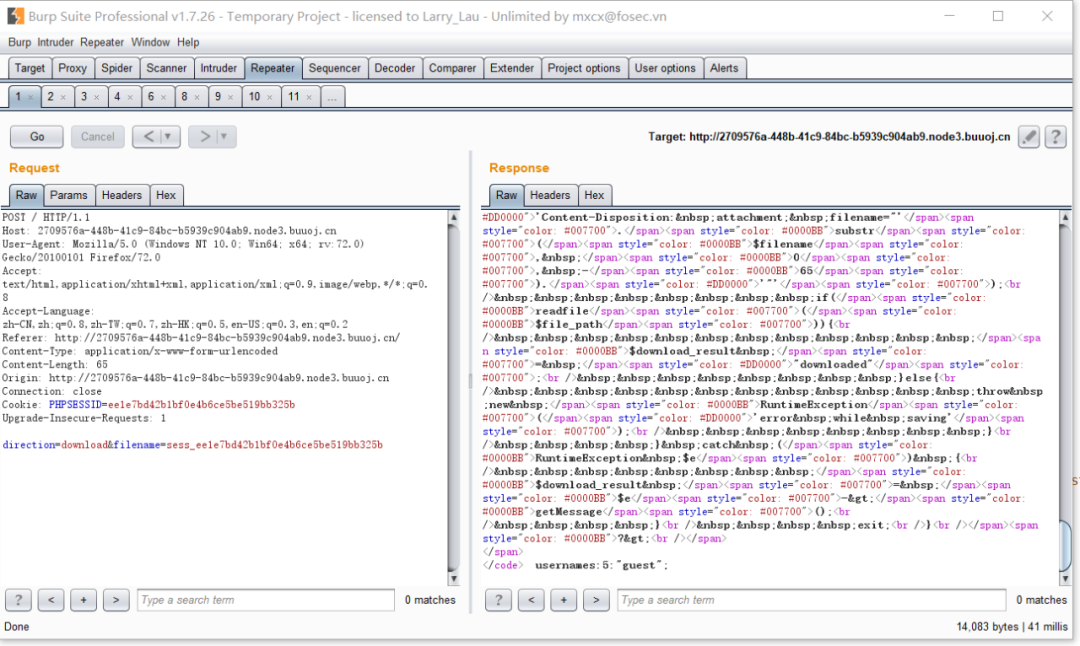 Burp Suite Professional v1.7.26 - Temporary Project - licensed to Larry_Lau - Unlimited by mxcx@fosec.vn
Burp Intruder Repeater Window Help
Target Proxy Spider Scanner Intruder Repeater Sequencer Decoder Comparer Extender Project options User options Alerts
1 × 2 × 3 × 4 × 6 × 8 × 9 × 10 × 11 × ...
Go Cancel < ▼ > ▼ Target: http://2709576a-448b-41c9-84bc-b5939c904ab9.node3.buuoj.cn ?
Request
Raw Params Headers Hex
POST / HTTP/1.1
Host: 2709576a-448b-41c9-84bc-b5939c904ab9.node3.buuoj.cn
User-Agent: Mozilla/5.0 (Windows NT 10.0; Win64; x64; rv:72.0)
Gecko/20100101 Firefox/72.0
Accept:
text/html,application/xhtml+xml,application/xml;q=0.9,image/webp,*/*;q=0.
8
Accept-Language:
zh-CN,zh;q=0.8,zh-TW;q=0.7,zh-HK;q=0.5,en-US;q=0.3,en;q=0.2
Referer: http://2709576a-448b-41c9-84bc-b5939c904ab9.node3.buuoj.cn/
Content-Type: application/x-www-form-urlencoded
Content-Length: 65
Origin: http://2709576a-448b-41c9-84bc-b5939c904ab9.node3.buuoj.cn
Connection: close
Cookie: PHPSESSID=ee1e7bd42b1bf0e4b6ce5be519bb325b
Upgrade-Insecure-Requests: 1
direction=download&filename=sess_ee1e7bd42b1bf0e4b6ce5be519bb325b
? < + > Type a search term 0 matches
Response
Raw Headers Hex
#DD0000">'Content-Disposition:&nbsp;attachment;&nbsp;filename="'</span><span
style="color: #007700">.</span><span style="color: #0000BB">substr</span><span style="color:
#007700">(</span><span style="color: #0000BB">$filename</span><span style="color:
#007700">,&nbsp;</span><span style="color: #0000BB">0</span><span style="color:
#007700">,&nbsp;-</span><span style="color: #0000BB">65</span><span style="color:
#007700">).</span><span style="color: #DD0000">'"'</span><span style="color: #007700">);<br
/>&nbsp;&nbsp;&nbsp;&nbsp;&nbsp;&nbsp;&nbsp;&nbsp;if(</span><span style="color:
#0000BB">readfile</span><span style="color: #007700">(</span><span style="color:
#0000BB">$file_path</span><span style="color: #007700">)){<br
/>&nbsp;&nbsp;&nbsp;&nbsp;&nbsp;&nbsp;&nbsp;&nbsp;&nbsp;&nbsp;&nbsp;&nbsp;</span><spa
n style="color: #0000BB">$download_result&nbsp;</span><span style="color:
#007700">=&nbsp;</span><span style="color: #DD0000">"downloaded"</span><span style="color:
#007700">;<br />&nbsp;&nbsp;&nbsp;&nbsp;&nbsp;&nbsp;&nbsp;&nbsp;}else{<br
/>&nbsp;&nbsp;&nbsp;&nbsp;&nbsp;&nbsp;&nbsp;&nbsp;&nbsp;&nbsp;&nbsp;&nbsp;throw&nbsp
;new&nbsp;</span><span style="color: #0000BB">RuntimeException</span><span style="color:
#007700">(</span><span style="color: #DD0000">'error&nbsp;while&nbsp;saving'</span><span
style="color: #007700">);<br />&nbsp;&nbsp;&nbsp;&nbsp;&nbsp;&nbsp;&nbsp;&nbsp;}<br
/>&nbsp;&nbsp;&nbsp;&nbsp;}&nbsp;catch&nbsp;(</span><span style="color:
#0000BB">RuntimeException&nbsp;$e</span><span style="color: #007700">)&nbsp;{<br
/>&nbsp;&nbsp;&nbsp;&nbsp;&nbsp;&nbsp;&nbsp;&nbsp;</span><span style="color:
#0000BB">$download_result&nbsp;</span><span style="color: #007700">=&nbsp;</span><span
style="color: #0000BB">$e</span><span style="color: #007700">-&gt;</span><span style="color:
#0000BB">getMessage</span><span style="color: #007700">();<br
/>&nbsp;&nbsp;&nbsp;&nbsp;}<br />&nbsp;&nbsp;&nbsp;&nbsp;exit;<br />}<br /></span><span
style="color: #0000BB">?&gt;<br /></span>
</span>
</code> usernames:5:"guest";
? < + > Type a search term 0 matches
Done 14,083 bytes | 41 millis